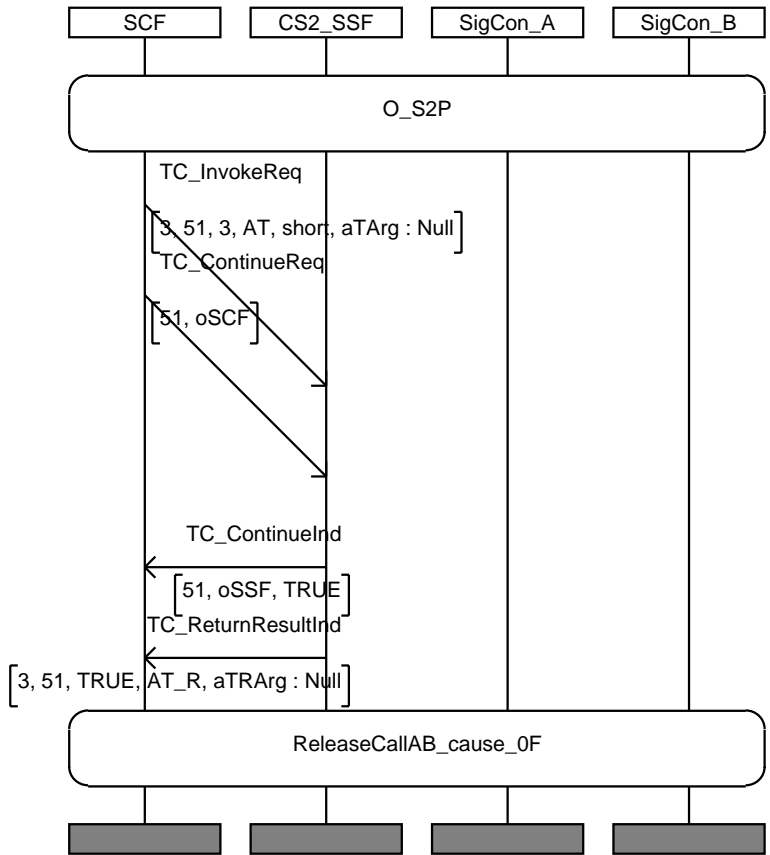 SCF
CS2_SSF
SigCon_A
SigCon_B
O_S2P
TC_InvokeReq
3, 51, 3, AT, short, aTArg : Null
TC_ContinueReq
51, oSCF
TC_ContinueInd
51, oSSF, TRUE
TC_ReturnResultInd
3, 51, TRUE, AT_R, aTRArg : Null
ReleaseCallAB_cause_0F